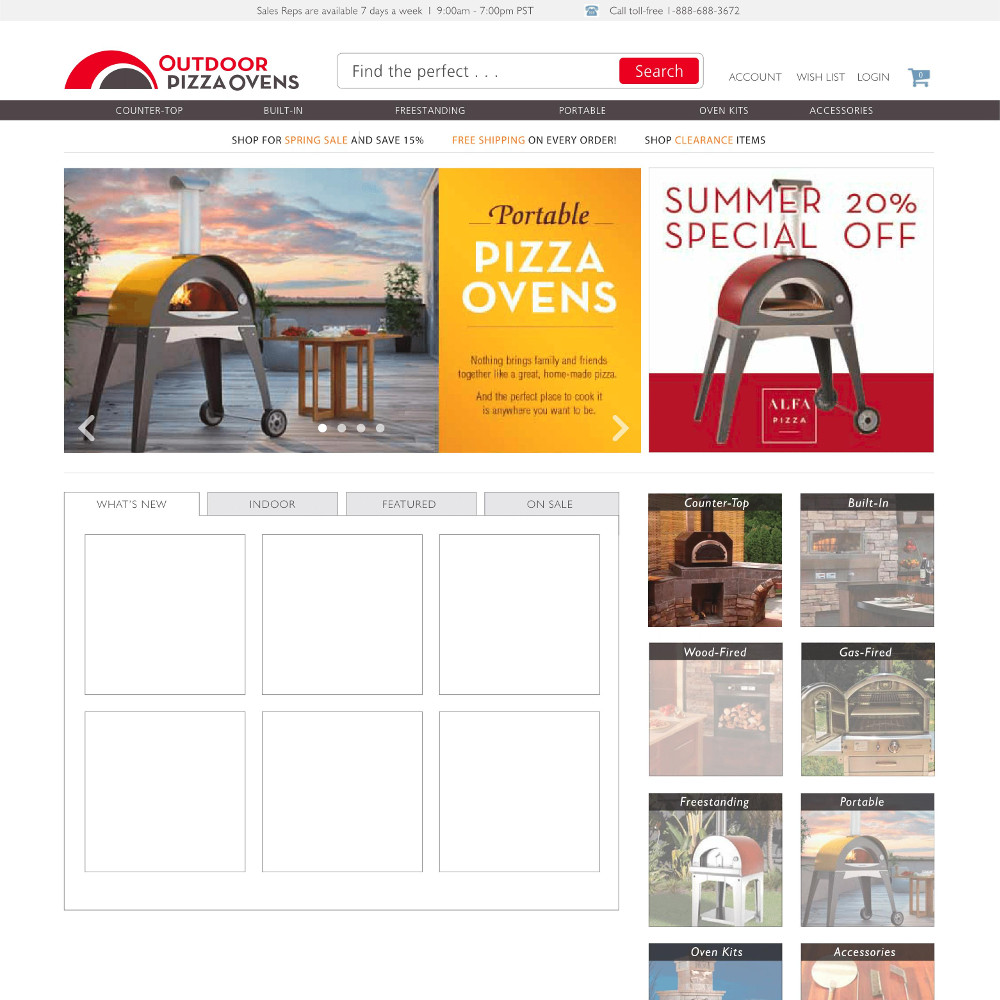 Sales Reps are available 7 days a week | 9:00am - 7:00pm PST
Call toll-free 1-888-688-3672
OUTDOOR
PIZZA OVENS
Find the perfect . . .
Search
ACCOUNT
WISH LIST
LOGIN
0
COUNTER-TOP
BUILT-IN
FREESTANDING
PORTABLE
OVEN KITS
ACCESSORIES
SHOP FOR SPRING SALE AND SAVE 15%
FREE SHIPPING ON EVERY ORDER!
SHOP CLEARANCE ITEMS
Portable
PIZZA
OVENS
Nothing brings family and friends
together like a great, home-made pizza.
And the perfect place to cook it
is anywhere you want to be.
SUMMER 20%
SPECIAL OFF
ALFA
PIZZA
WHAT'S NEW
INDOOR
FEATURED
ON SALE
Counter-Top
Built-In
Wood-Fired
Gas-Fired
Freestanding
Portable
Oven Kits
Accessories